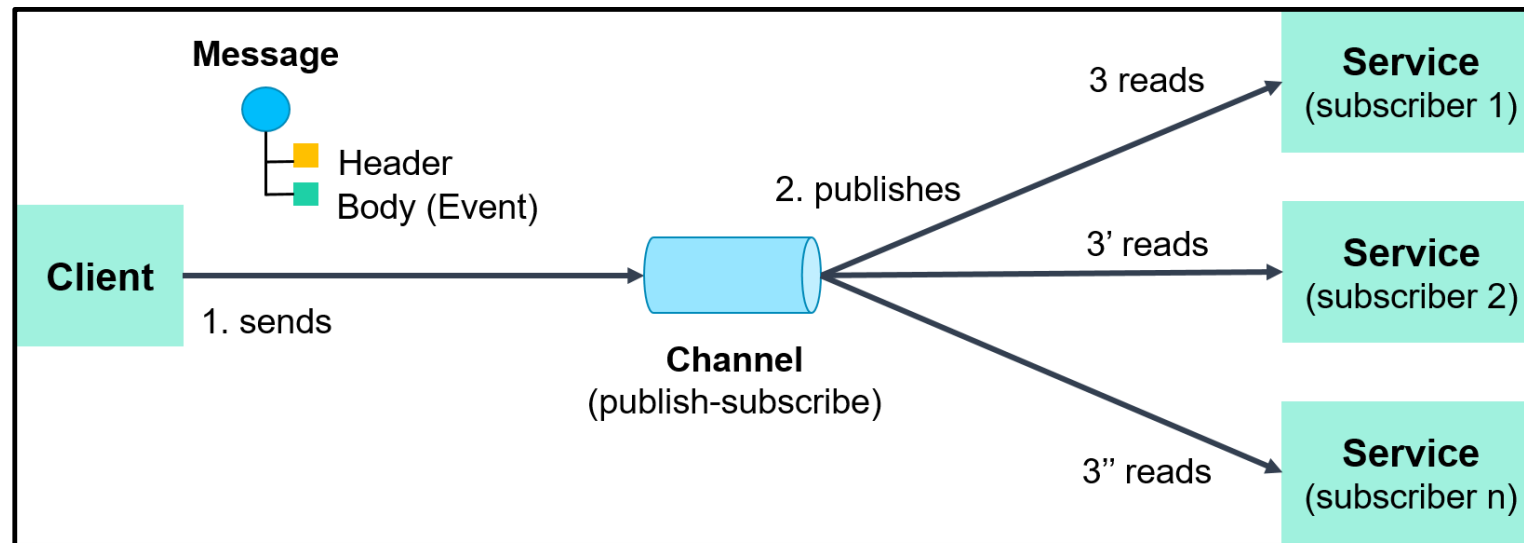 Message
Header
Body (Event)
Client
1. sends
Channel
(publish-subscribe)
2. publishes
3 reads
Service
(subscriber 1)
3’ reads
Service
(subscriber 2)
3’’ reads
Service
(subscriber n)